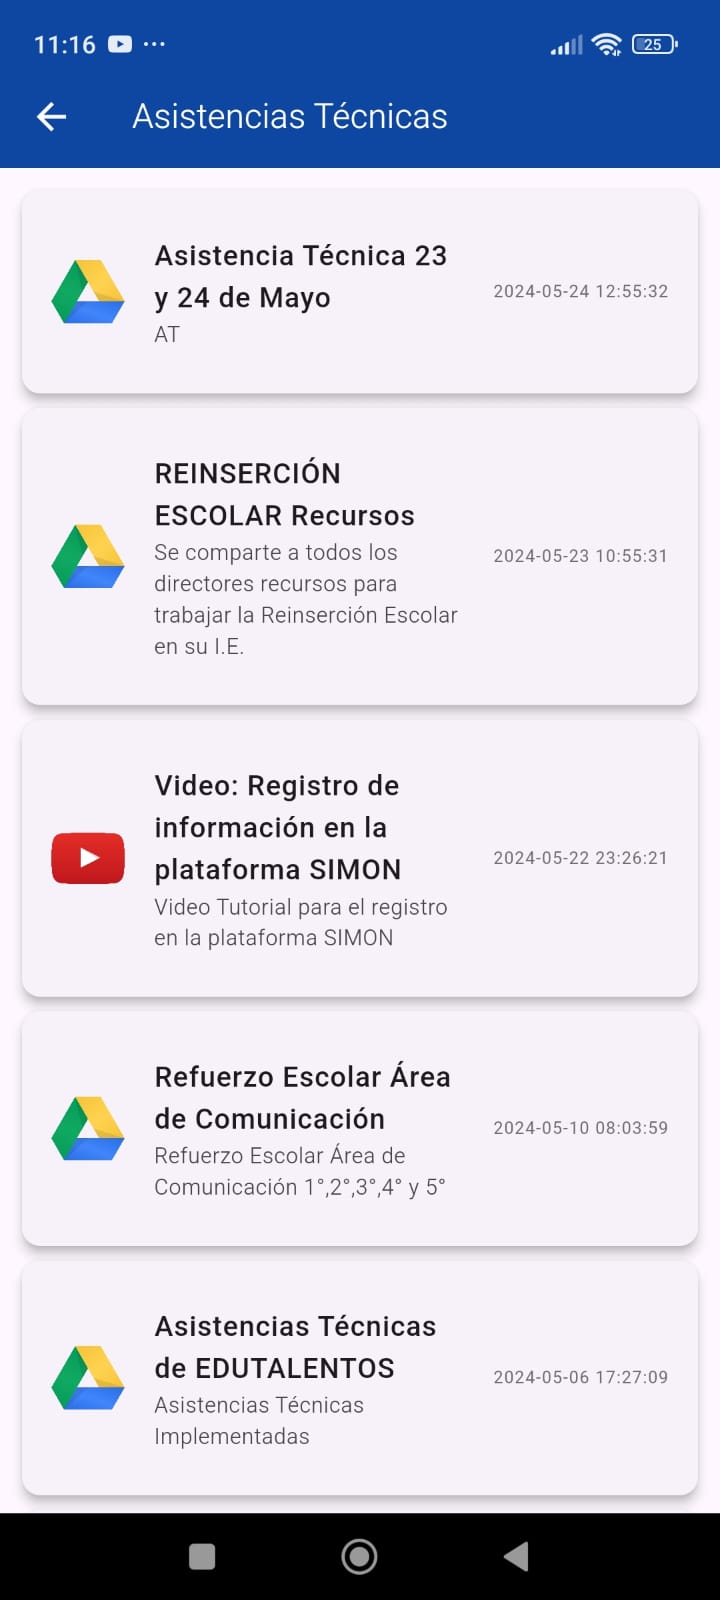 11:16
25
Asistencias Técnicas
Asistencia Técnica 23
y 24 de Mayo
AT
2024-05-24 12:55:32
REINSERCIÓN
ESCOLAR Recursos
Se comparte a todos los
directores recursos para
trabajar la Reinserción Escolar
en su I.E.
2024-05-23 10:55:31
Video: Registro de
información en la
plataforma SIMON
Video Tutorial para el registro
en la plataforma SIMON
2024-05-22 23:26:21
Refuerzo Escolar Área
de Comunicación
Refuerzo Escolar Área de
Comunicación 1°,2°,3°,4° y 5°
2024-05-10 08:03:59
Asistencias Técnicas
de EDUTALENTOS
Asistencias Técnicas
Implementadas
2024-05-06 17:27:09